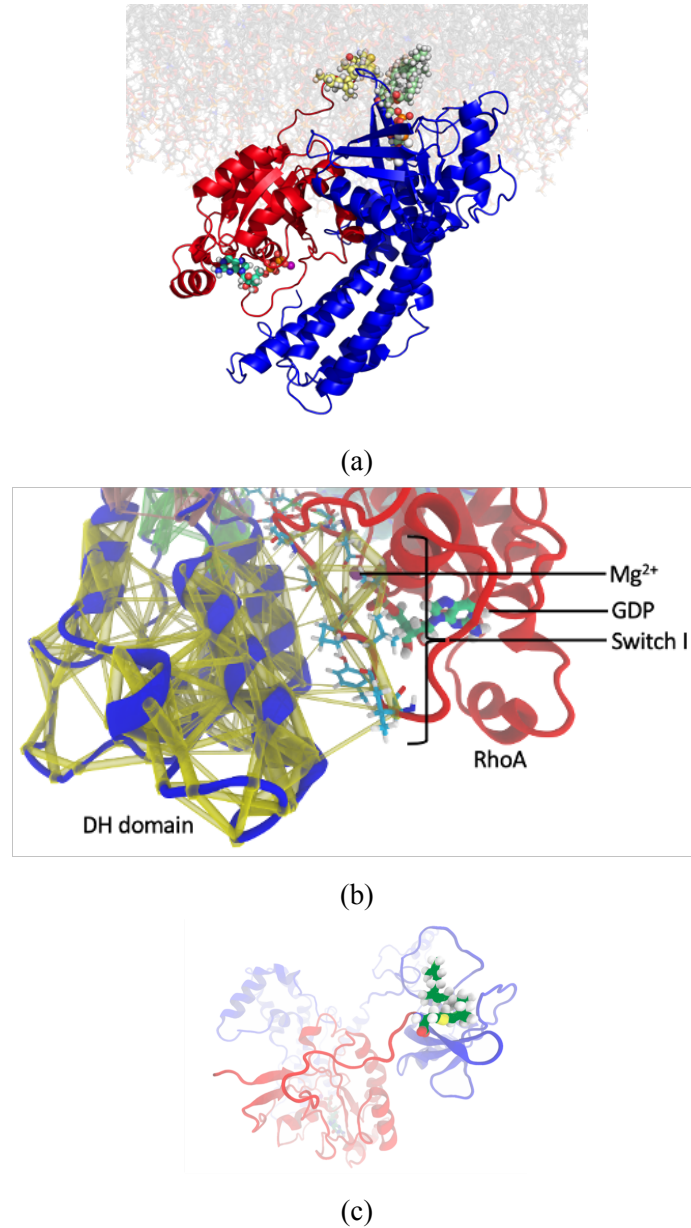 (a)
Mg²⁺
GDP
Switch I
RhoA
DH domain
(b)
(c)